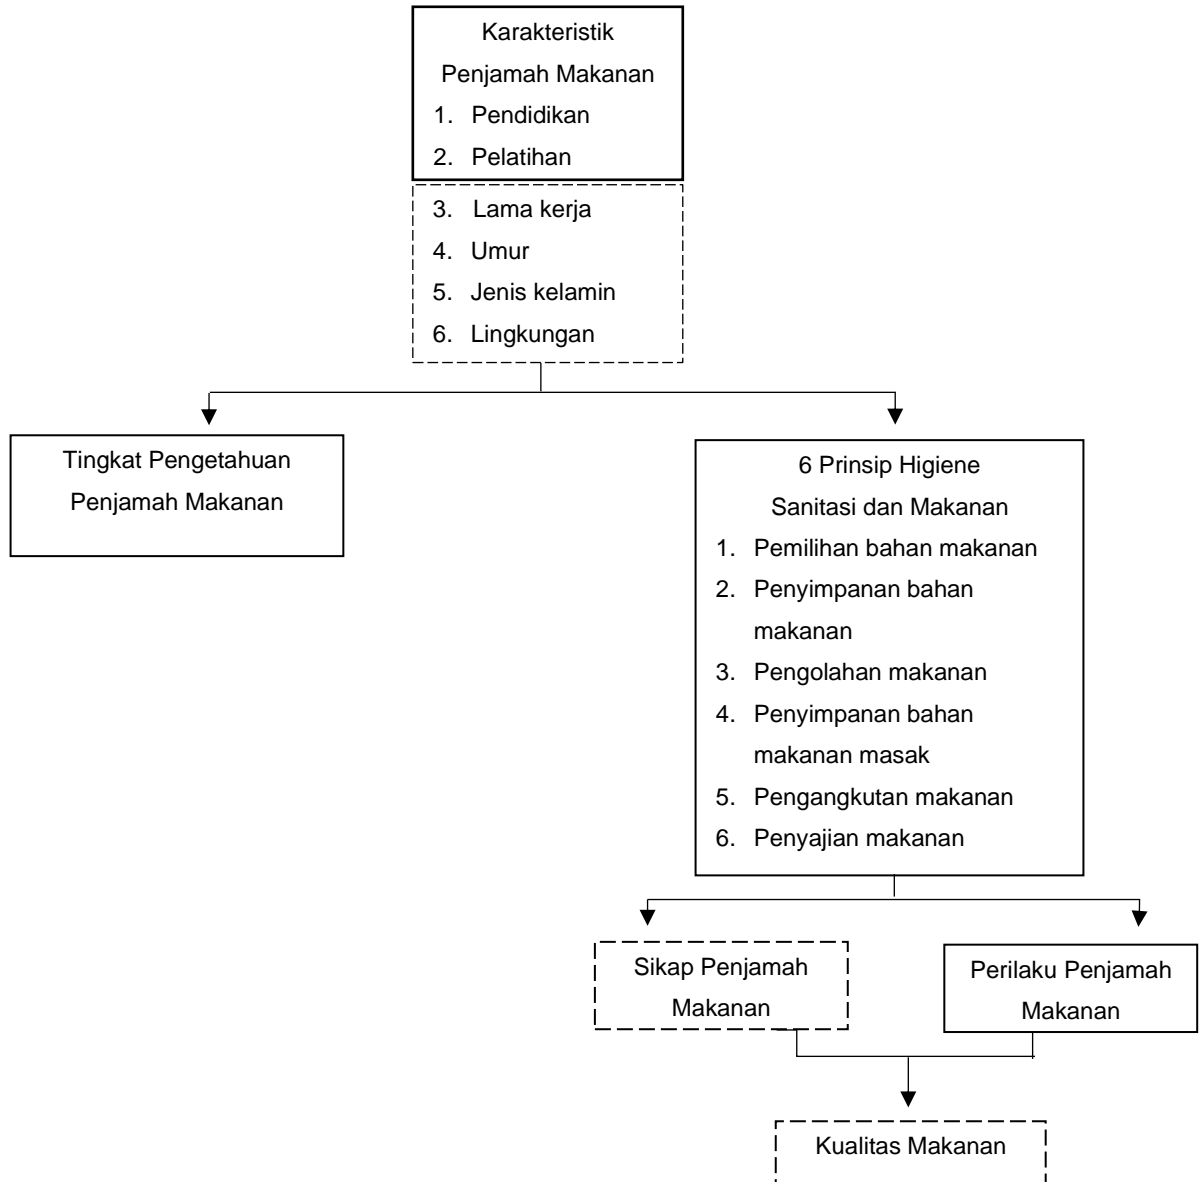 Karakteristik
Penjamah Makanan
1. Pendidikan
2. Pelatihan
3. Lama kerja
4. Umur
5. Jenis kelamin
6. Lingkungan
Tingkat Pengetahuan
Penjamah Makanan
6 Prinsip Higiene
Sanitasi dan Makanan
1. Pemilihan bahan makanan
2. Penyimpanan bahan
makanan
3. Pengolahan makanan
4. Penyimpanan bahan
makanan masak
5. Pengangkutan makanan
6. Penyajian makanan
Sikap Penjamah
Makanan
Perilaku Penjamah
Makanan
Kualitas Makanan